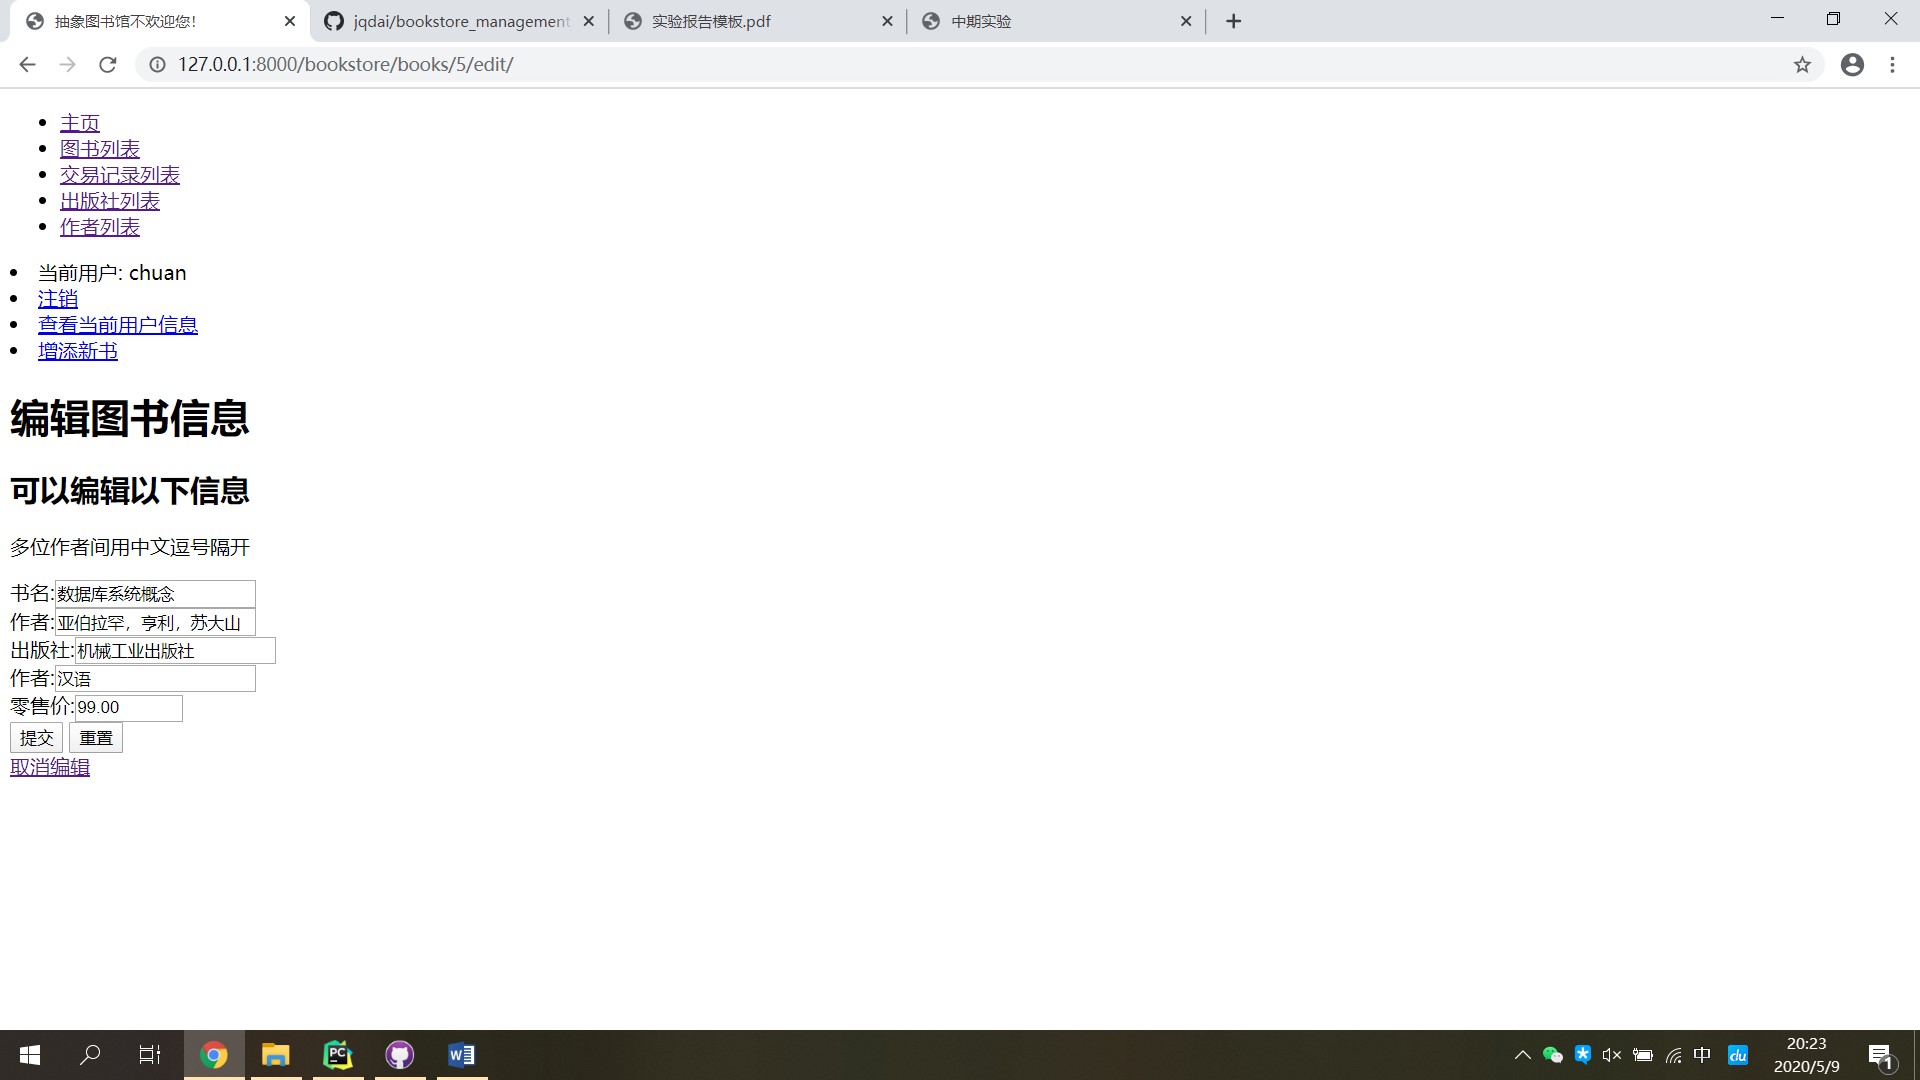 抽象图书馆不欢迎您!
jqdai/bookstore_management
实验报告模板.pdf
中期实验
127.0.0.1:8000/bookstore/books/5/edit/
主页
图书列表
交易记录列表
出版社列表
作者列表
当前用户: chuan
注销
查看当前用户信息
增添新书
编辑图书信息
可以编辑以下信息
多位作者间用中文逗号隔开
书名:数据库系统概念
作者:亚伯拉罕，亨利，苏大山
出版社:机械工业出版社
作者:汉语
零售价:99.00
提交 重置
取消编辑
PC
W
中
du
20:23
2020/5/9
1